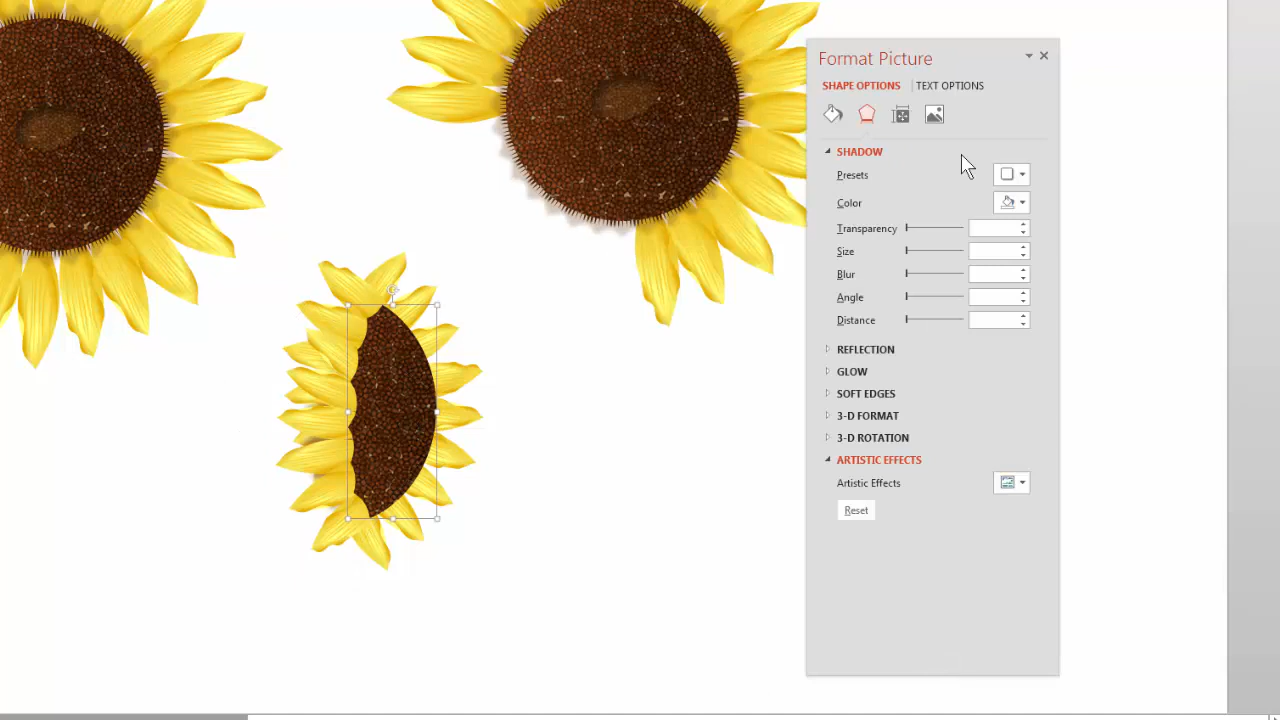 Format Picture
SHAPE OPTIONS | TEXT OPTIONS
SHADOW
Presets
Color
Transparency
Size
Blur
Angle
Distance
REFLECTION
GLOW
SOFT EDGES
3-D FORMAT
3-D ROTATION
ARTISTIC EFFECTS
Artistic Effects
Reset